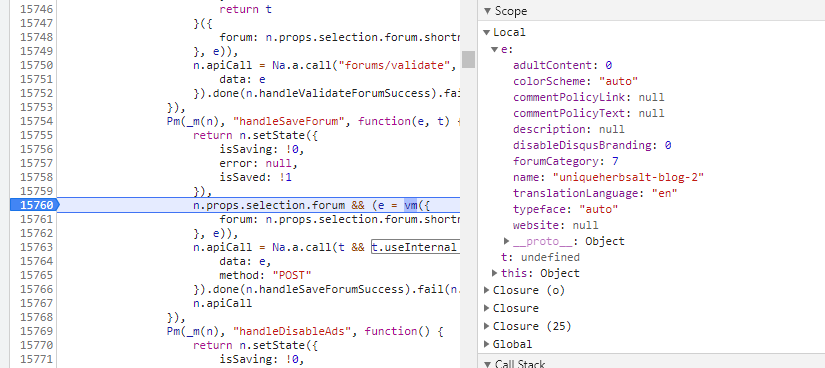 15746 return t
15747 }({
15748 forum: n.props.selection.forum.shortn
15749 }, e)),
15750 n.apiCall = Na.a.call("forums/validate",
15751 data: e
15752 }).done(n.handleValidateForumSuccess).fai
15753 }),
15754 Pm(_m(n), "handleSaveForum", function(e, t) {
15755 return n.setState({
15756 isSaving: !0,
15757 error: null,
15758 isSaved: !1
15759 }),
15760 n.props.selection.forum && (e = vm({
15761 forum: n.props.selection.forum.shortn
15762 }, e)),
15763 n.apiCall = Na.a.call(t && t.useInternal
15764 data: e,
15765 method: "POST"
15766 }).done(n.handleSaveForumSuccess).fail(n.
15767 n.apiCall
15768 }),
15769 Pm(_m(n), "handleDisableAds", function() {
15770 return n.setState({
15771 isSaving: !0,
Scope
Local
e:
adultContent: 0
colorScheme: "auto"
commentPolicyLink: null
commentPolicyText: null
description: null
disableDisqusBranding: 0
forumCategory: 7
name: "uniqueherbsalt-blog-2"
translationLanguage: "en"
typeface: "auto"
website: null
__proto__: Object
t: undefined
this: Object
Closure (o)
Closure
Closure (25)
Global
Call Stack